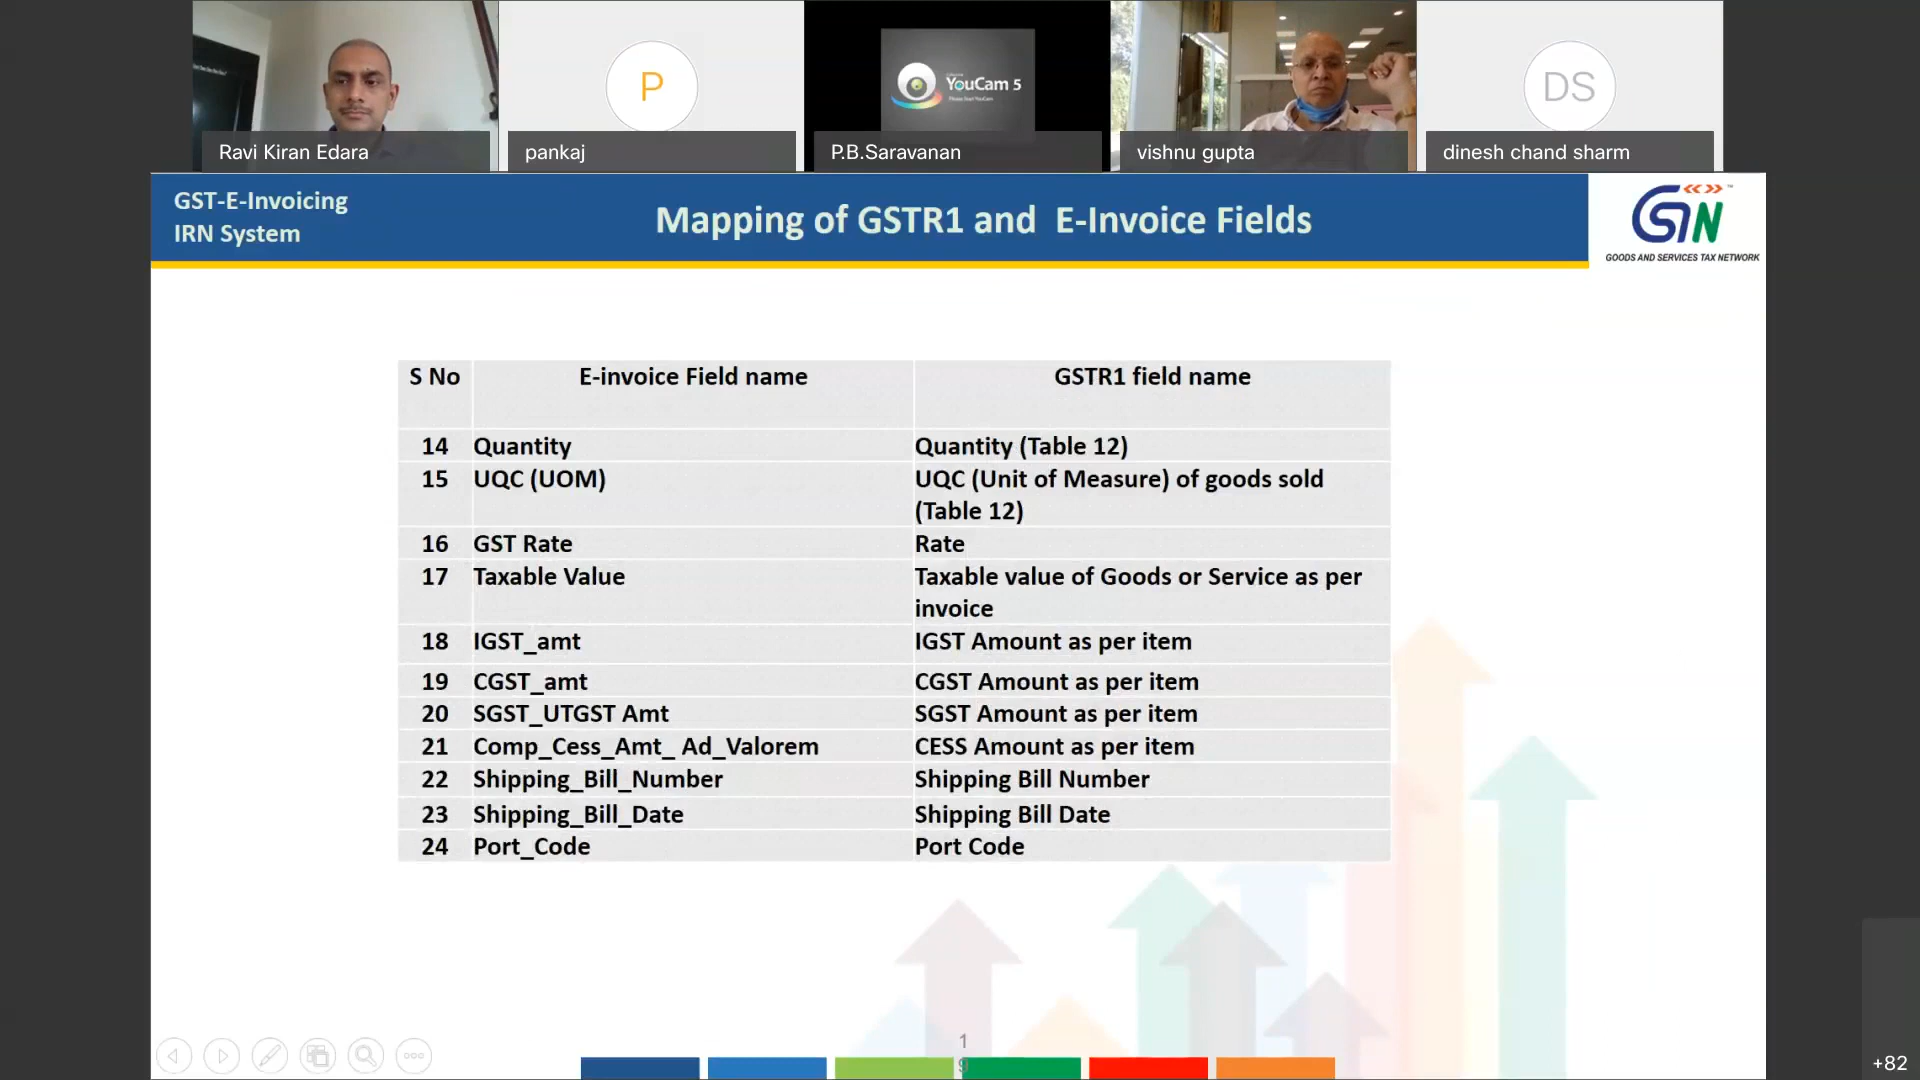 P
YouCam 5
DS
Ravi Kiran Edara
pankaj
P.B.Saravanan
vishnu gupta
dinesh chand sharm
GST-E-Invoicing
IRN System
Mapping of GSTR1 and E-Invoice Fields
GSTN
GOODS AND SERVICES TAX NETWORK
S No E-invoice Field name GSTR1 field name
14 Quantity Quantity (Table 12)
15 UQC (UOM) UQC (Unit of Measure) of goods sold
(Table 12)
16 GST Rate Rate
17 Taxable Value Taxable value of Goods or Service as per
invoice
18 IGST_amt IGST Amount as per item
19 CGST_amt CGST Amount as per item
20 SGST_UTGST Amt SGST Amount as per item
21 Comp_Cess_Amt_ Ad_Valorem CESS Amount as per item
22 Shipping_Bill_Number Shipping Bill Number
23 Shipping_Bill_Date Shipping Bill Date
24 Port_Code Port Code
1
9
+82